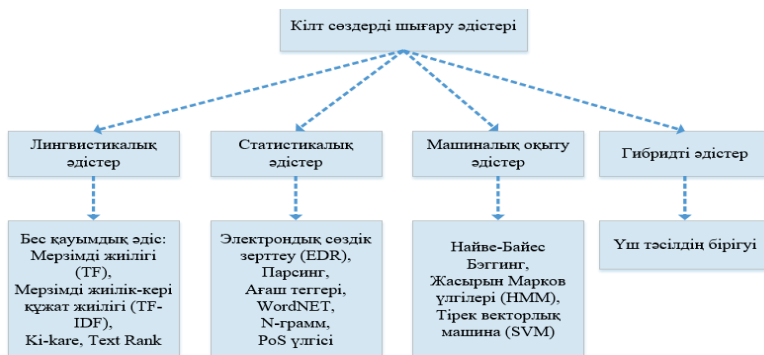 Кілт сөздерді шығару әдістері
Лингвистикалық
әдістер
Статистикалық
әдістер
Машиналық оқыту
әдістер
Гибридті әдістер
Бес қауымдық әдіс:
Мерзімді жиілігі
(TF),
Мерзімді жиілік-кері
құжат жиілігі (TF-
IDF),
Ki-kare, Text Rank
Электрондық сөздік
зерттеу (EDR),
Парсинг,
Ағаш теггері,
WordNET,
N-грамм,
PoS үлгісі
Найве-Байес
Бэггинг,
Жасырын Марков
үлгілері (HMM),
Тірек векторлық
машина (SVM)
Үш тәсілдің бірігуі